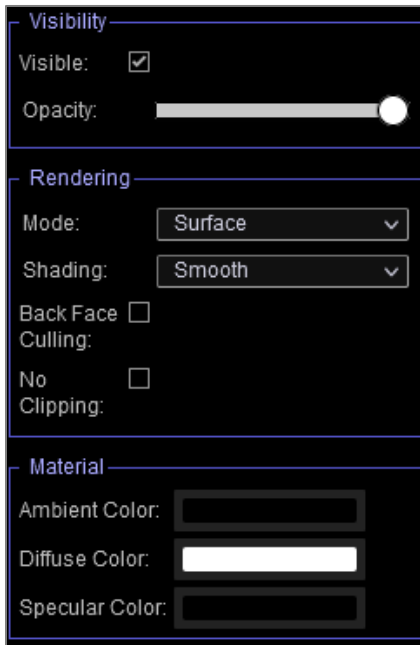 Visibility
Visible:
Opacity:
Rendering
Mode: Surface
Shading: Smooth
Back Face
Culling:
No
Clipping:
Material
Ambient Color:
Diffuse Color:
Specular Color: